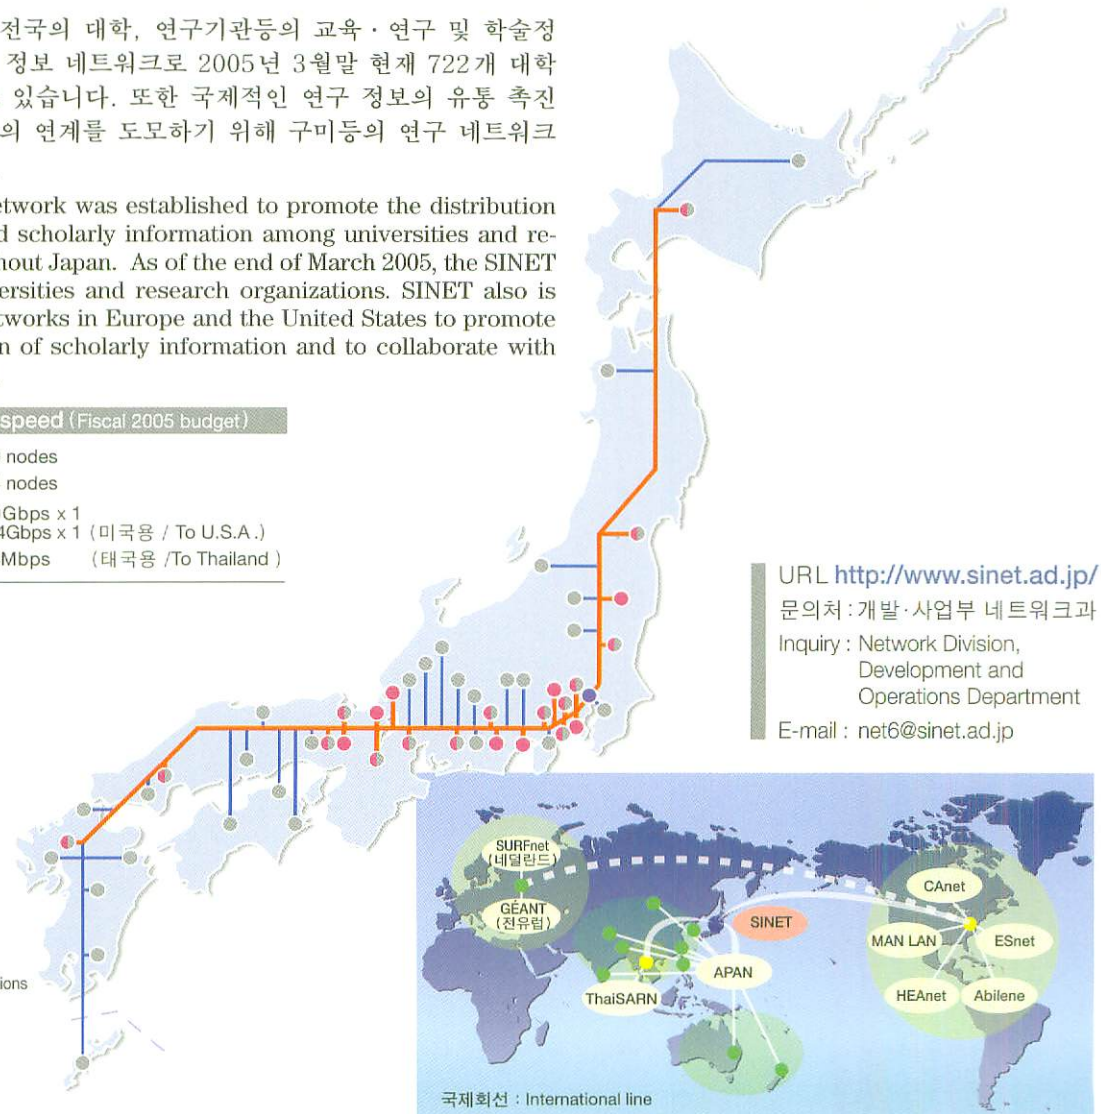 전국의 대학, 연구기관등의 교육 · 연구 및 학술정
정보 네트워크로 2005년 3월말 현재 722개 대학
있습니다. 또한 국제적인 연구 정보의 유통 촉진
의 연계를 도모하기 위해 구미등의 연구 네트워크
etwork was established to promote the distribution
d scholarly information among universities and re-
hout Japan. As of the end of March 2005, the SINET
ersities and research organizations. SINET also is
tworks in Europe and the United States to promote
n of scholarly information and to collaborate with
speed (Fiscal 2005 budget)
nodes
nodes
Gbps x 1
4Gbps x 1 (미국용 / To U.S.A.)
Mbps (태국용 /To Thailand )
URL http://www.sinet.ad.jp/
문의처 : 개발·사업부 네트워크과
Inquiry : Network Division,
Development and
Operations Department
E-mail : net6@sinet.ad.jp
ions
SURFnet
(네덜란드)
GÉANT
(전유럽)
SINET
APAN
ThaiSARN
CAnet
MAN LAN
ESnet
HEAnet
Abilene
국제회선 : International line